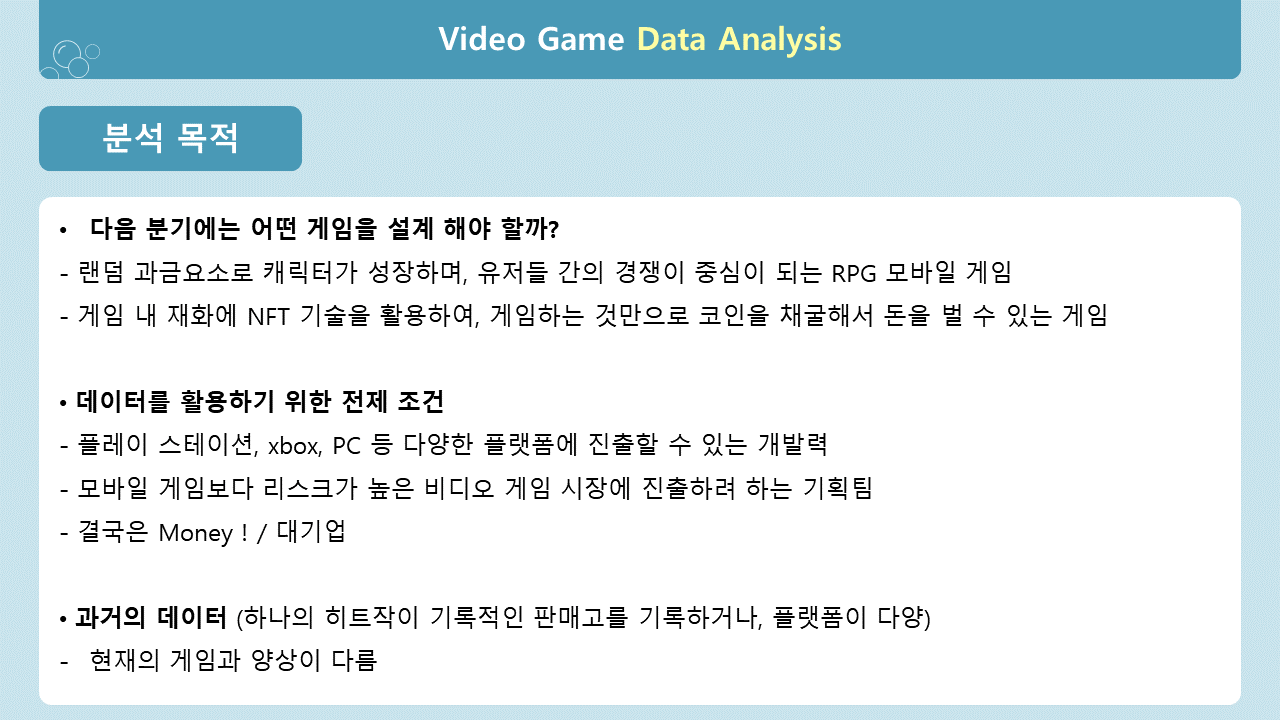 Video Game Data Analysis
분석 목적
• 다음 분기에는 어떤 게임을 설계 해야 할까?
- 랜덤 과금요소로 캐릭터가 성장하며, 유저들 간의 경쟁이 중심이 되는 RPG 모바일 게임
- 게임 내 재화에 NFT 기술을 활용하여, 게임하는 것만으로 코인을 채굴해서 돈을 벌 수 있는 게임
• 데이터를 활용하기 위한 전제 조건
- 플레이 스테이션, xbox, PC 등 다양한 플랫폼에 진출할 수 있는 개발력
- 모바일 게임보다 리스크가 높은 비디오 게임 시장에 진출하려 하는 기획팀
- 결국은 Money ! / 대기업
• 과거의 데이터 (하나의 히트작이 기록적인 판매고를 기록하거나, 플랫폼이 다양)
- 현재의 게임과 양상이 다름